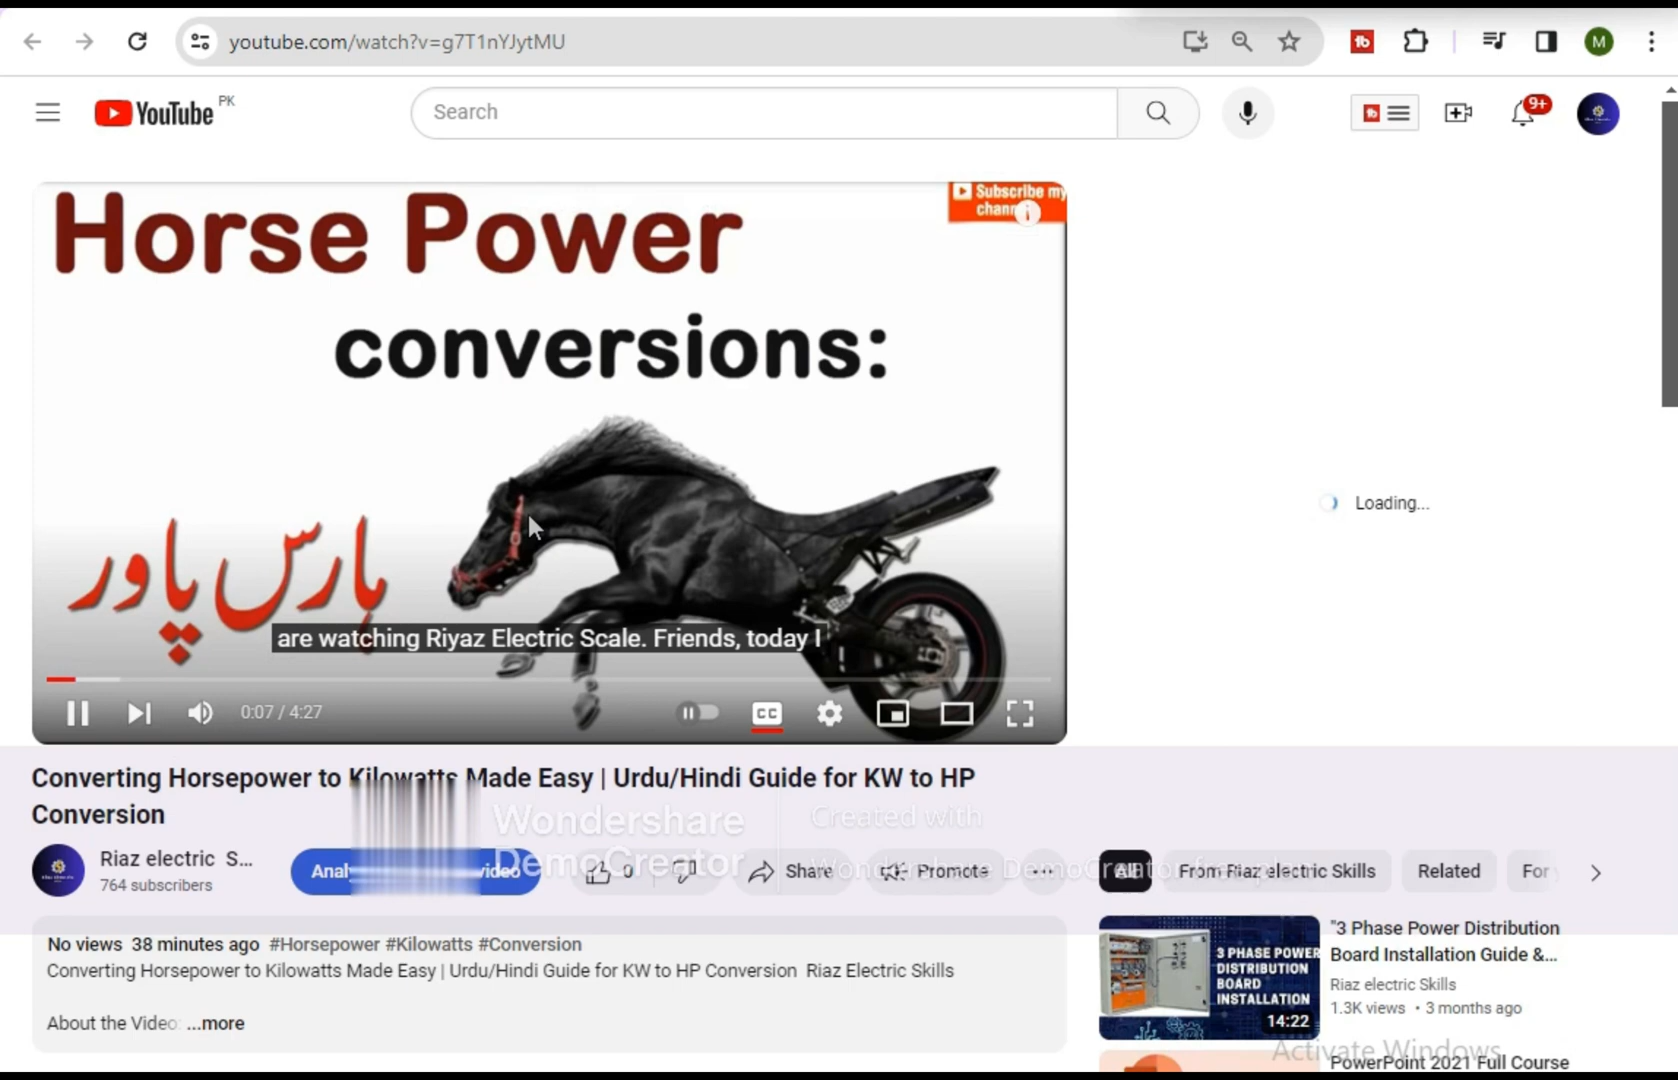 youtube.com/watch?v=g7T1nYJytMU
M
YouTube PK
Search
9+
Horse Power
conversions:
Subscribe my
chann
ہارس پاور
are watching Riyaz Electric Scale. Friends, today I
0:07 / 4:27
CC
Loading...
Converting Horsepower to Kilowatts Made Easy | Urdu/Hindi Guide for KW to HP
Conversion
Wondershare
DemoCreator
Created with
Wondershare DemoCreator
Riaz electric S...
764 subscribers
0
Share
Promote
All
From Riaz electric Skills
Related
For
No views 38 minutes ago #Horsepower #Kilowatts #Conversion
Converting Horsepower to Kilowatts Made Easy | Urdu/Hindi Guide for KW to HP Conversion Riaz Electric Skills
About the Video: ...more
3 PHASE POWER
DISTRIBUTION
BOARD
INSTALLATION
14:22
"3 Phase Power Distribution
Board Installation Guide &...
Riaz electric Skills
1.3K views • 3 months ago
Activate Windows
PowerPoint 2021 Full Course